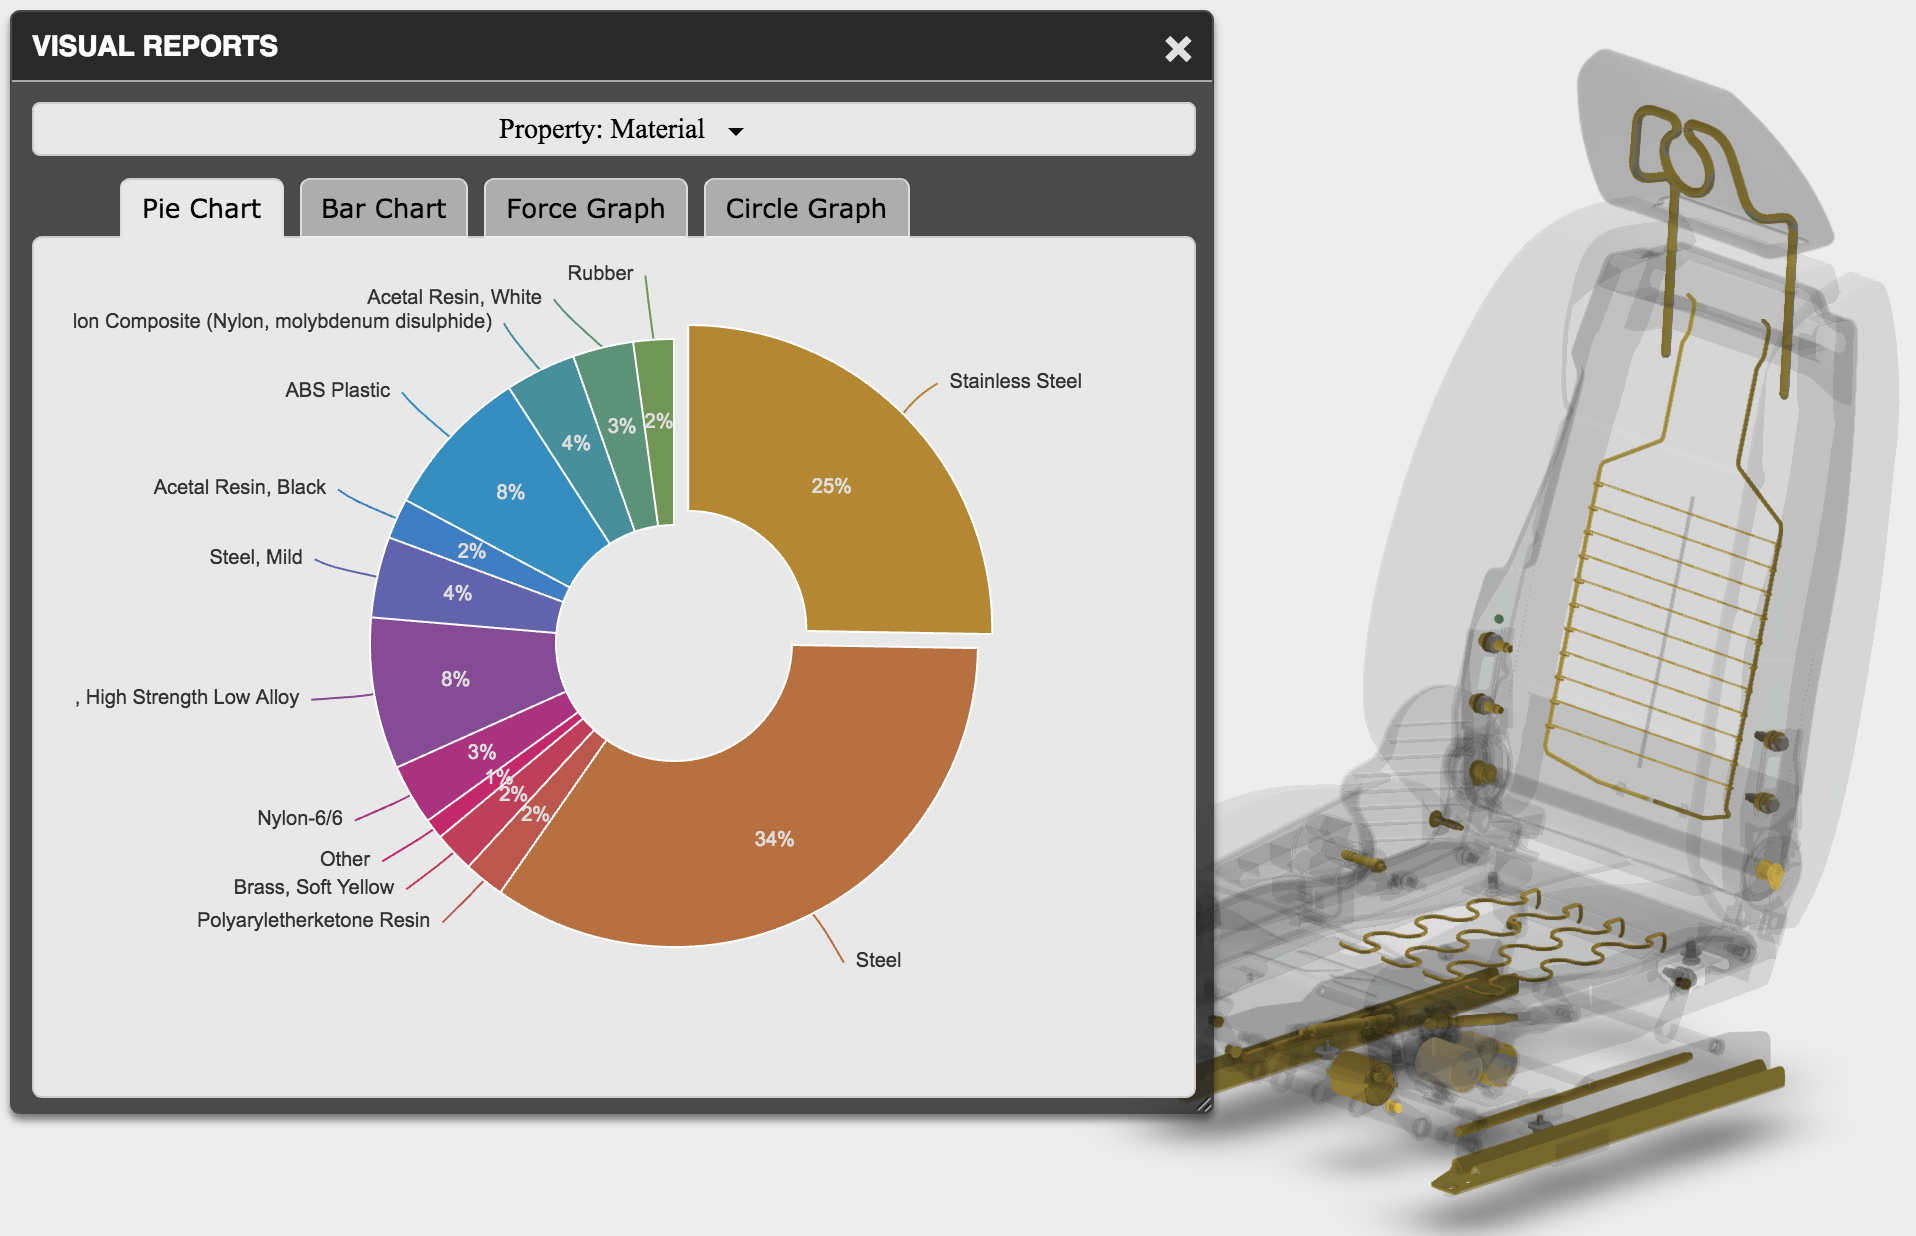 VISUAL REPORTS
Property: Material
Pie Chart
Bar Chart
Force Graph
Circle Graph
Rubber
Acetal Resin, White
lon Composite (Nylon, molybdenum disulphide)
ABS Plastic
Stainless Steel
Acetal Resin, Black
Steel, Mild
, High Strength Low Alloy
Nylon-6/6
Other
Brass, Soft Yellow
Polyaryletherketone Resin
Steel
2%
3%
4%
8%
25%
2%
4%
8%
3%
1%
2%
2%
34%